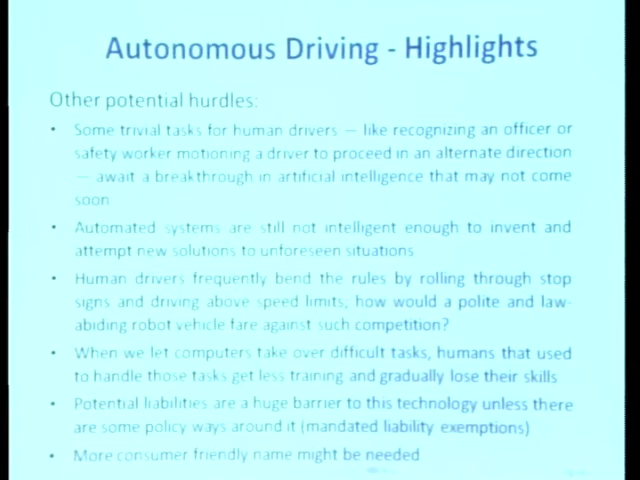 Autonomous Driving - Highlights
Other potential hurdles:
• Some trivial tasks for human drivers — like recognizing an officer or
safety worker motioning a driver to proceed in an alternate direction
— await a breakthrough in artificial intelligence that may not come
soon
• Automated systems are still not intelligent enough to invent and
attempt new solutions to unforeseen situations
• Human drivers frequently bend the rules by rolling through stop
signs and driving above speed limits, how would a polite and law-
abiding robot vehicle fare against such competition?
• When we let computers take over difficult tasks, humans that used
to handle those tasks get less training and gradually lose their skills
• Potential liabilities are a huge barrier to this technology unless there
are some policy ways around it (mandated liability exemptions)
• More consumer friendly name might be needed